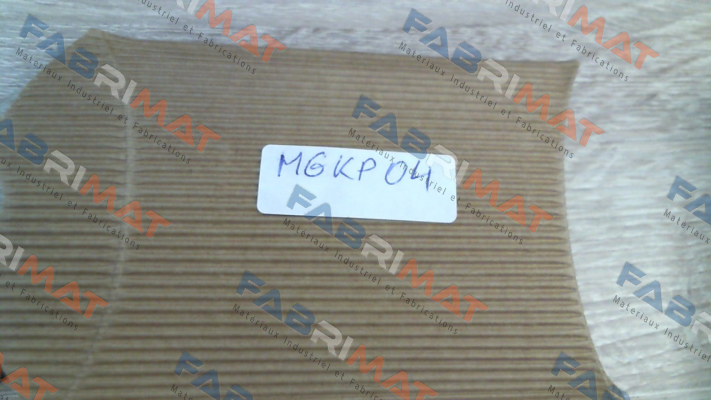 MGKP04
FABRIMAT
Materiaux Industriel et Fabrications